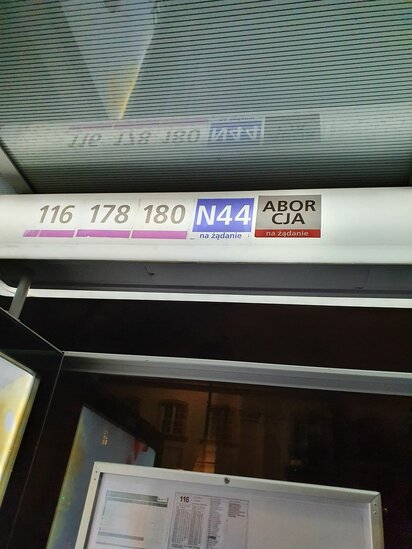 116 178 180 N44 ABOR
CJA
na żądanie na żądanie
116